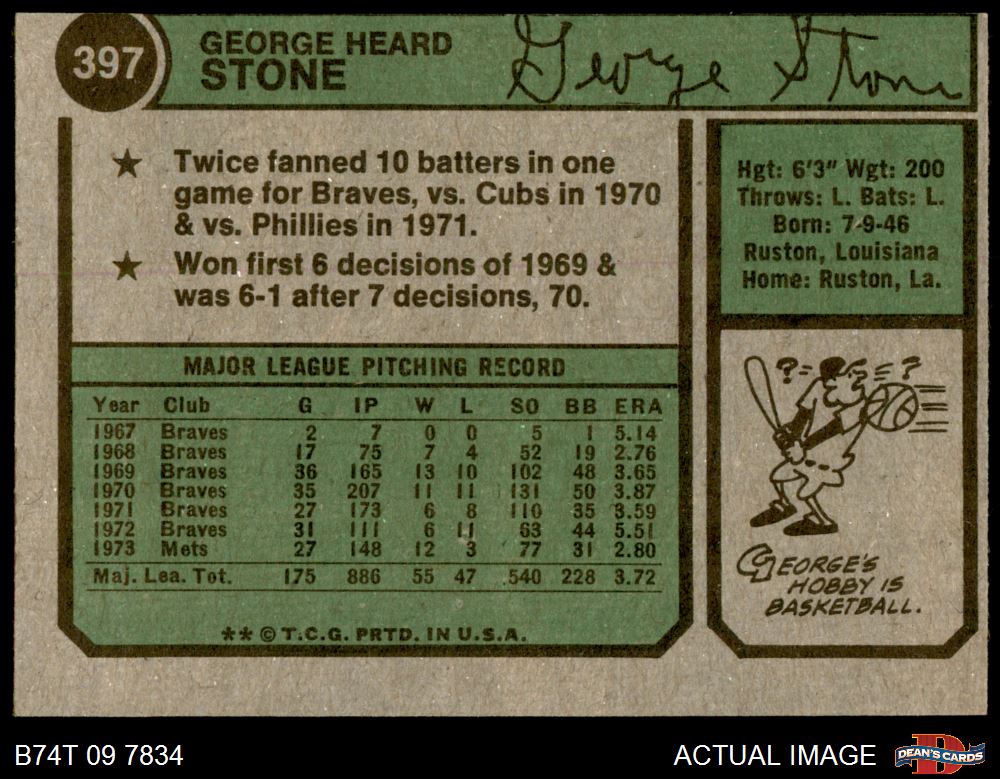 397
GEORGE HEARD
STONE
George Stone
★ Twice fanned 10 batters in one
game for Braves, vs. Cubs in 1970
& vs. Phillies in 1971.
★ Won first 6 decisions of 1969 &
was 6-1 after 7 decisions, 70.
Hgt: 6'3" Wgt: 200
Throws: L. Bats: L.
Born: 7-9-46
Ruston, Louisiana
Home: Ruston, La.
MAJOR LEAGUE PITCHING RECORD
Year Club G IP W L SO BB ERA
1967 Braves 2 7 0 0 5 1 5.14
1968 Braves 17 75 7 4 52 19 2.76
1969 Braves 36 165 13 10 102 48 3.65
1970 Braves 35 207 11 11 131 50 3.87
1971 Braves 27 173 6 8 110 35 3.59
1972 Braves 31 111 6 11 63 44 5.51
1973 Mets 27 148 12 3 77 31 2.80
Maj. Lea. Tot. 175 886 55 47 540 228 3.72
** © T.C.G. PRTD. IN U.S.A.
? = = ?
GEORGE'S
HOBBY IS
BASKETBALL.
B74T 09 7834
ACTUAL IMAGE
D
DEAN'S CARDS